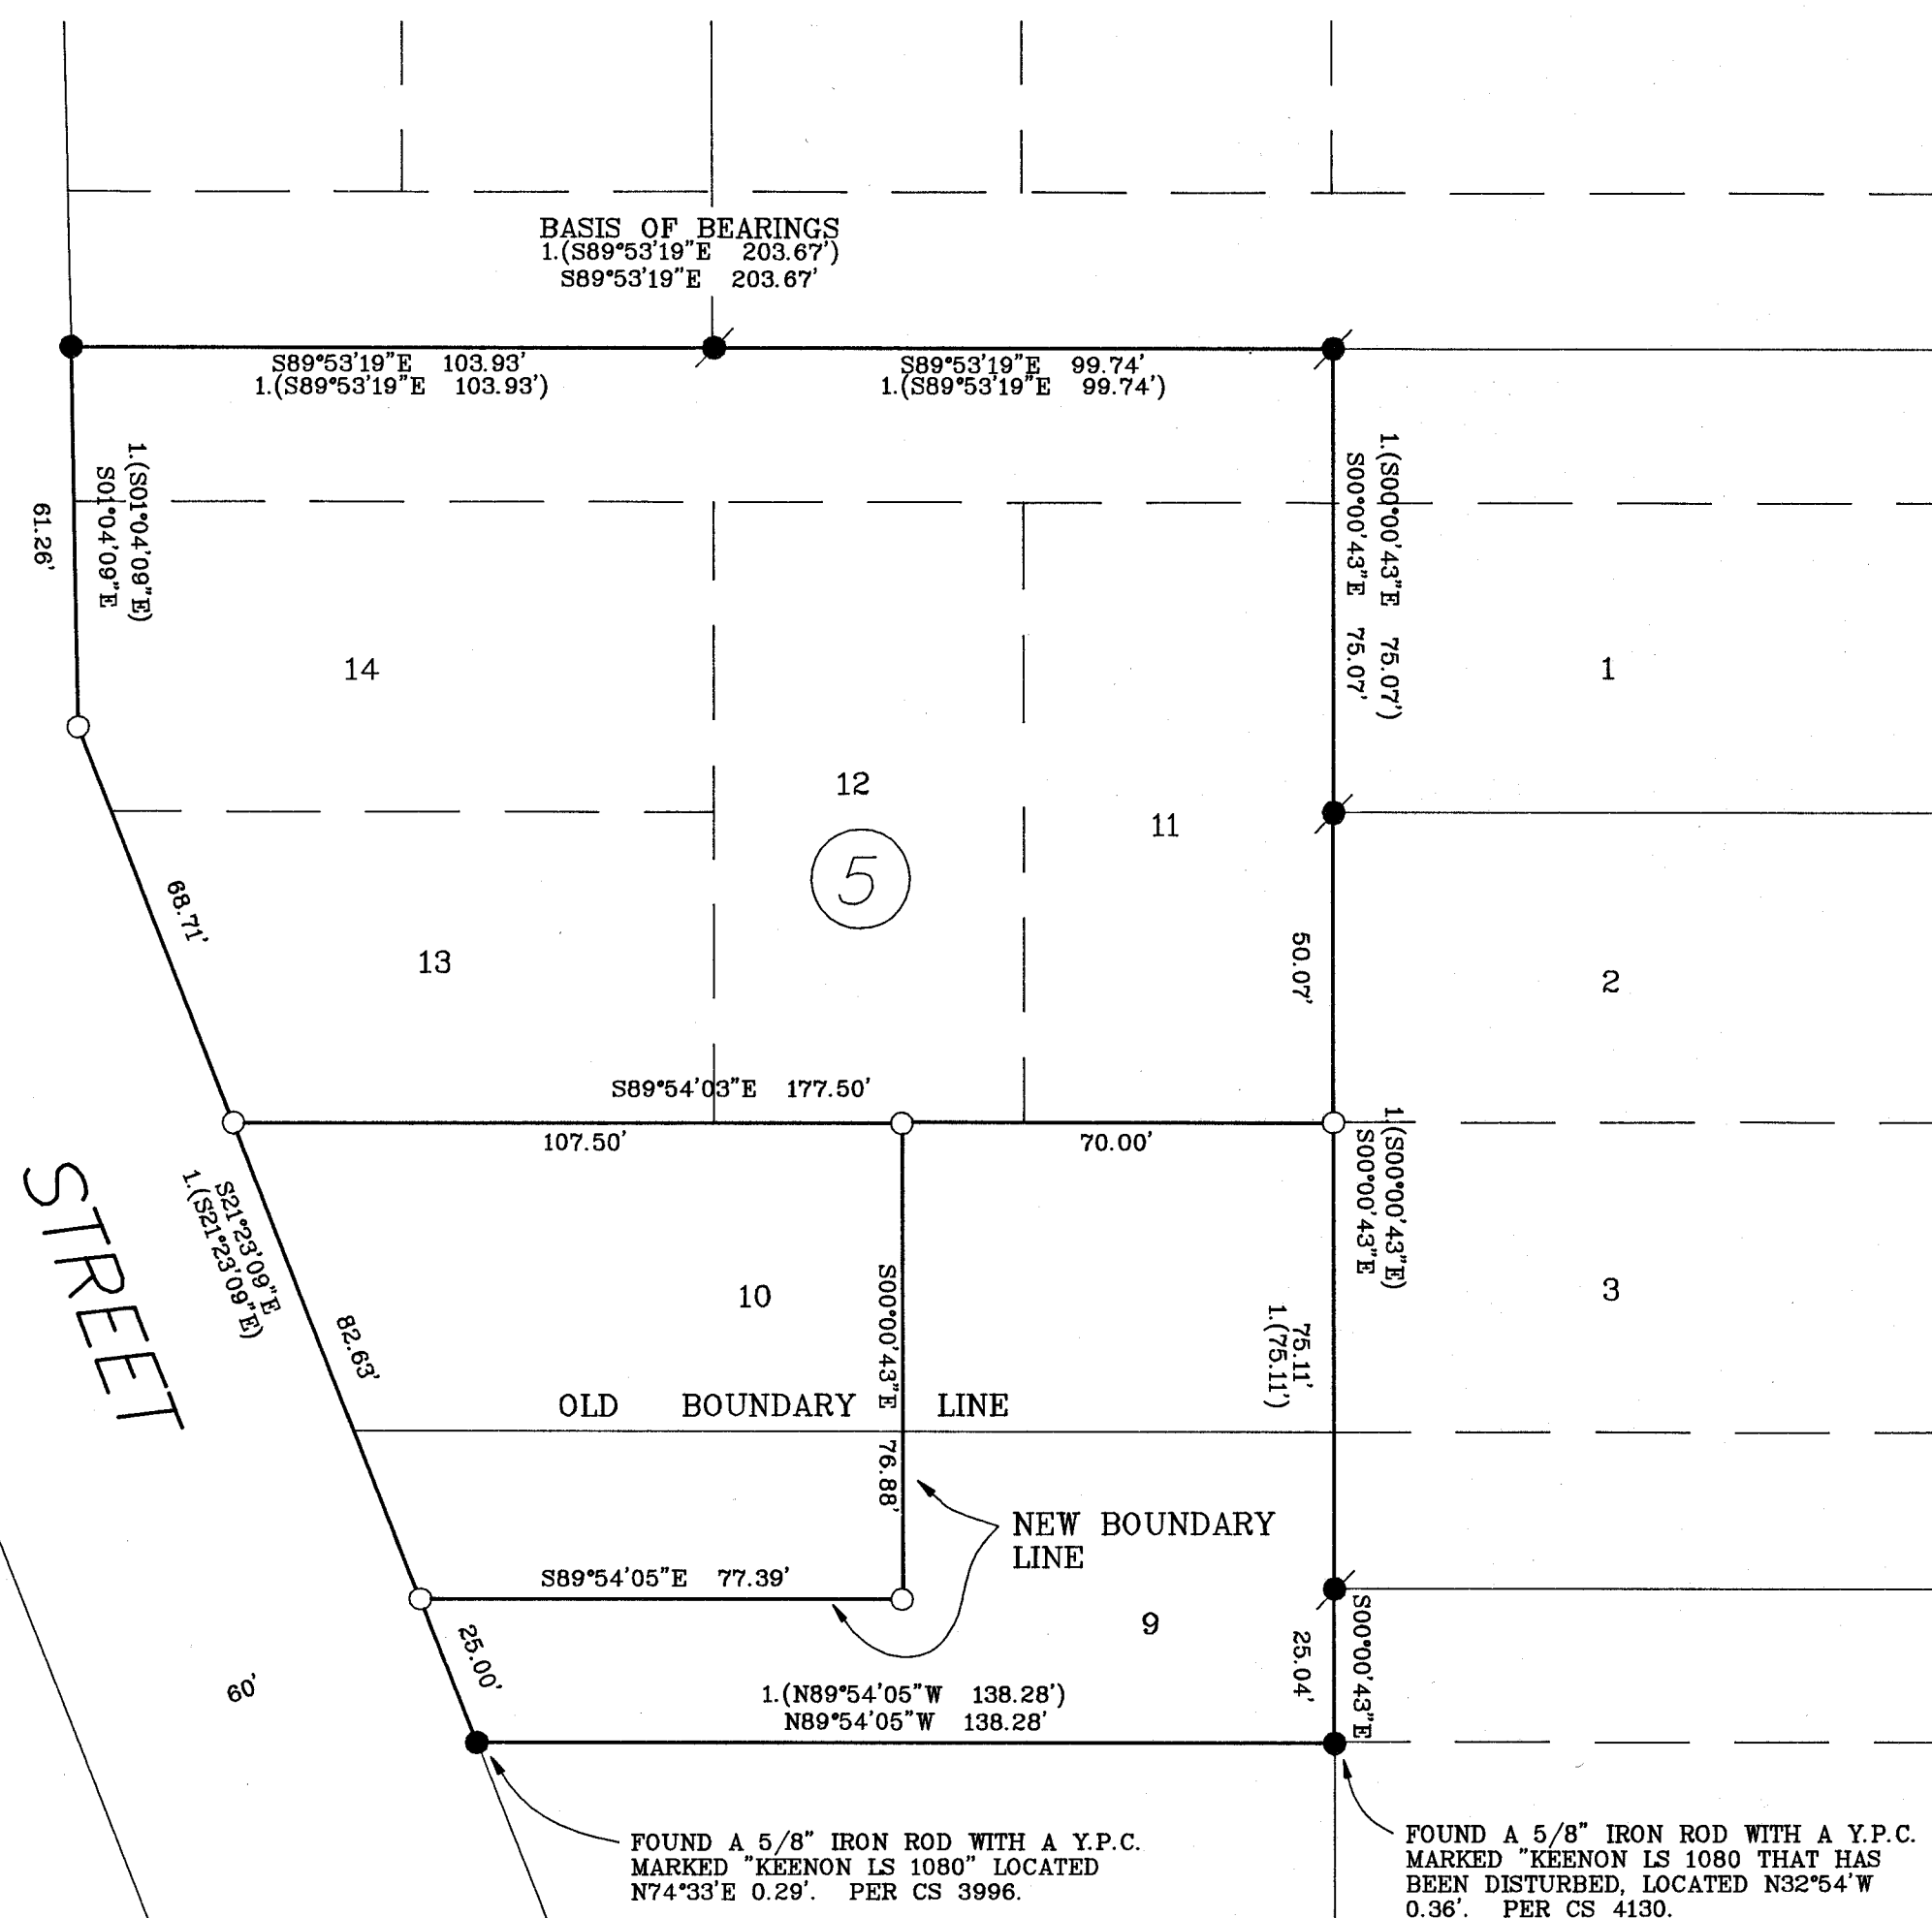 BASIS OF BEARINGS
1.(S89°53'19"E 203.67')
S89°53'19"E 203.67'
S89°53'19"E 103.93'
1.(S89°53'19"E 103.93')
S89°53'19"E 99.74'
1.(S89°53'19"E 99.74')
1.(S01°04'09"E)
S01°04'09"E
61.26'
1.(S00°00'43"E 75.07')
S00°00'43"E 75.07'
14
1
12
11
5
68.71'
13
50.07'
2
S89°54'03"E 177.50'
107.50'
70.00'
1.(S00°00'43"E)
S00°00'43"E
STREET
S21°23'09"E
1.(S21°23'09"E)
10
S00°00'43"E 76.88'
3
82.63'
75.11'
1.(75.11')
OLD BOUNDARY LINE
NEW BOUNDARY
LINE
S89°54'05"E 77.39'
9
25.00'
25.04'
S00°00'43"E
60'
1.(N89°54'05"W 138.28')
N89°54'05"W 138.28'
FOUND A 5/8" IRON ROD WITH A Y.P.C.
MARKED "KEENON LS 1080" LOCATED
N74°33'E 0.29'. PER CS 3996.
FOUND A 5/8" IRON ROD WITH A Y.P.C.
MARKED "KEENON LS 1080 THAT HAS
BEEN DISTURBED, LOCATED N32°54'W
0.36'. PER CS 4130.